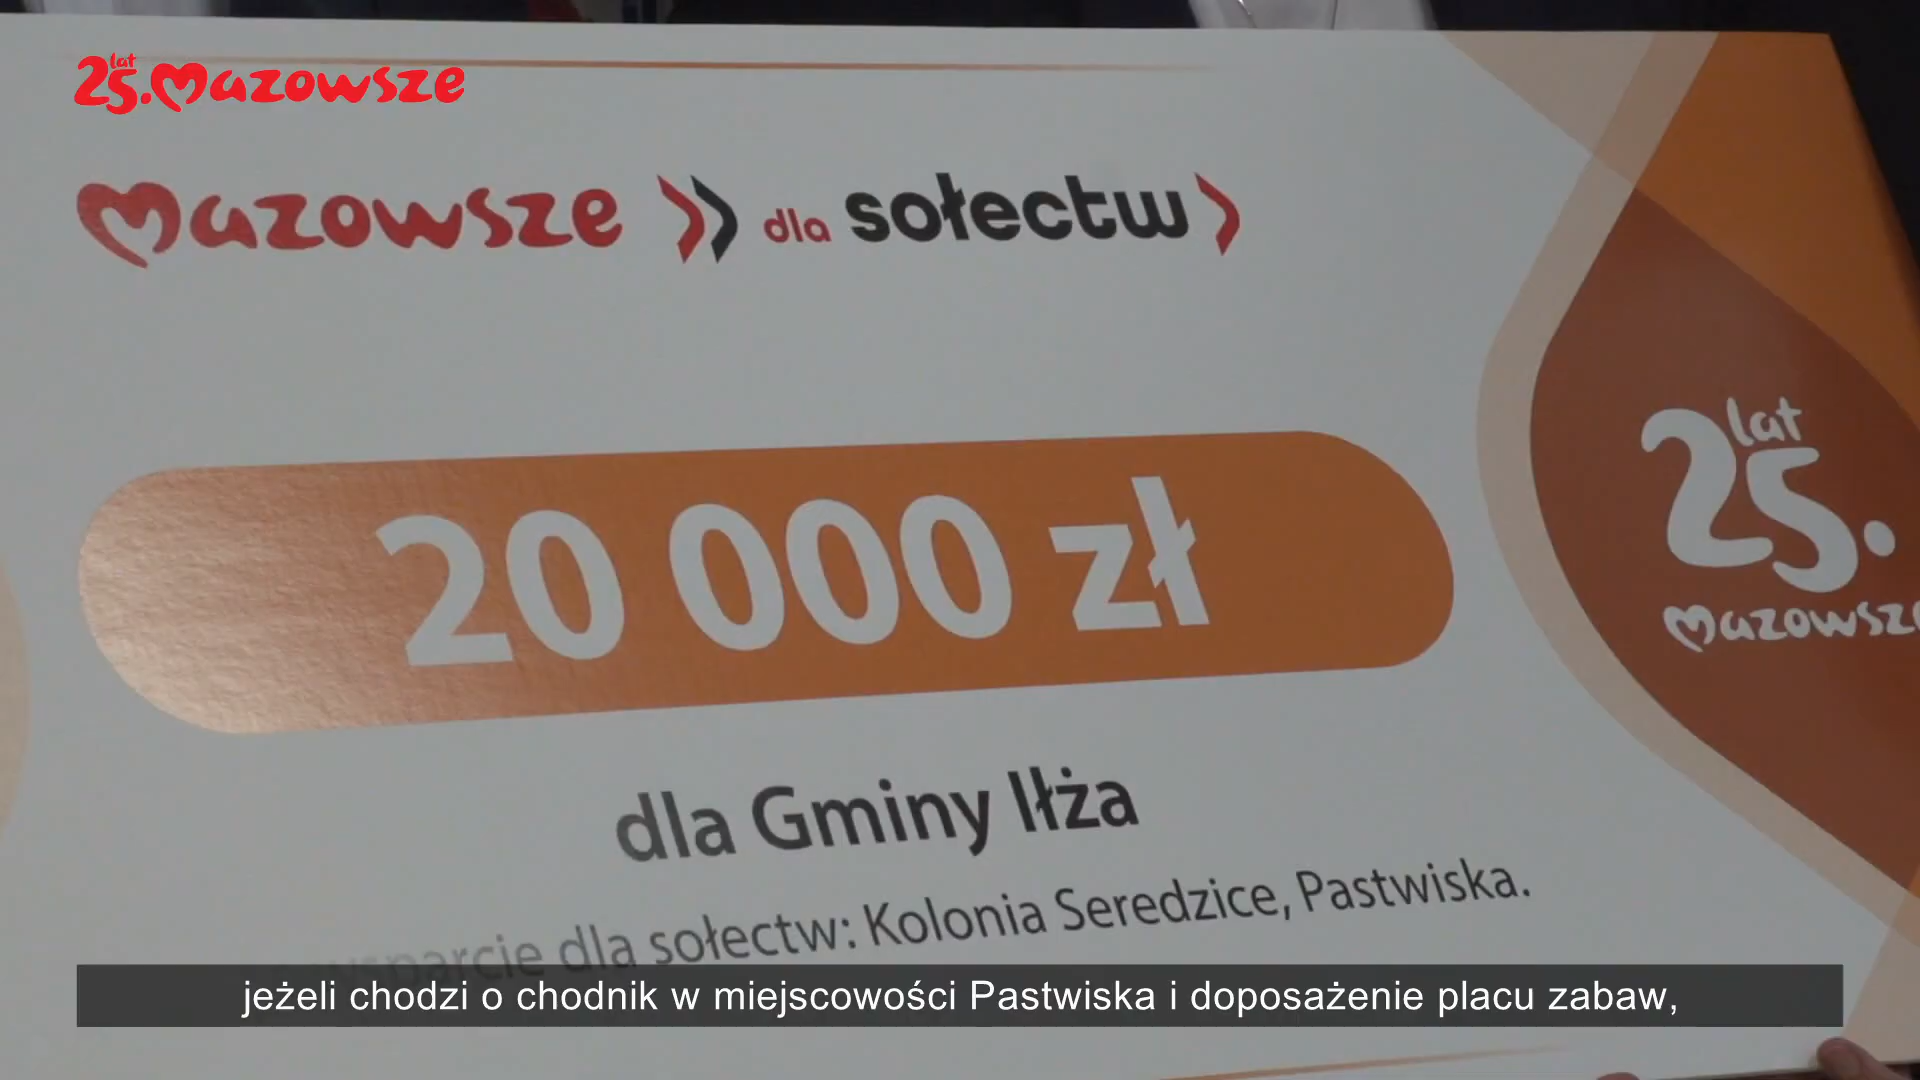 25 lat. Mazowsze
Mazowsze dla sołectw
lat
25.
Mazowsze
20 000 zł
dla Gminy Iłża
wsparcie dla sołectw: Kolonia Seredzice, Pastwiska.
jeżeli chodzi o chodnik w miejscowości Pastwiska i doposażenie placu zabaw,